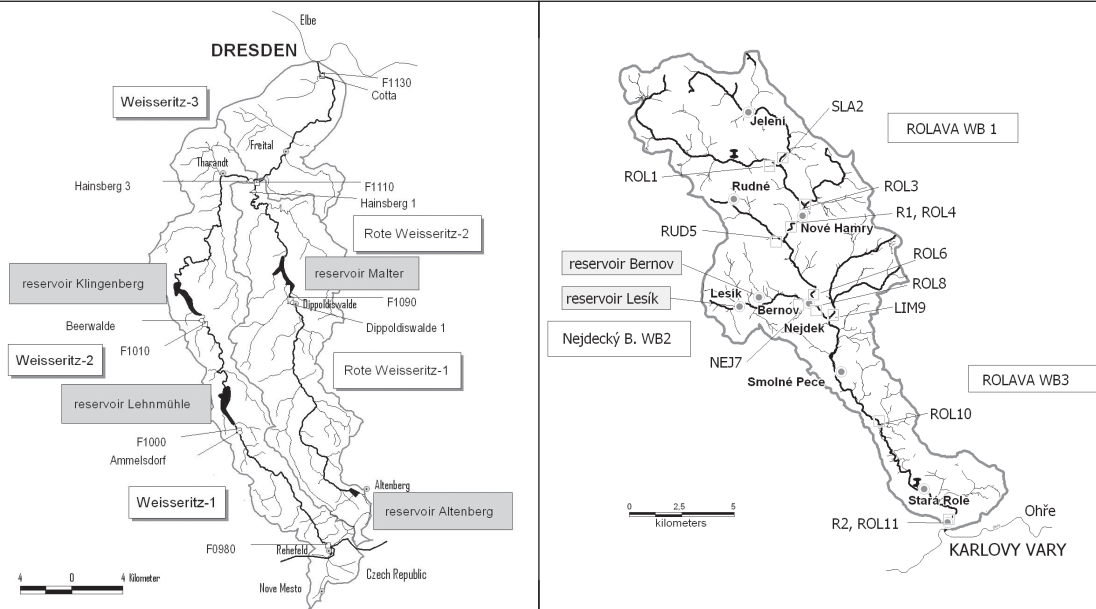 Elbe
DRESDEN
F1130
Cotta
Weisseritz-3
Freital
Tharandt
Hainsberg 3
F1110
Hainsberg 1
Rote Weisseritz-2
reservoir Klingenberg
reservoir Malter
F1090
Dippoldiswalde
Dippoldiswalde 1
Beerwalde
F1010
Weisseritz-2
Rote Weisseritz-1
reservoir Lehnmühle
F1000
Ammelsdorf
Altenberg
Weisseritz-1
reservoir Altenberg
F0980
Rehefeld
Czech Republic
Nove Mesto
4 0 4 Kilometer
SLA2
Jelení
ROLAVA WB 1
ROL1
Rudné
ROL3
R1, ROL4
Nové Hamry
RUD5
ROL6
reservoir Bernov
ROL8
Lesík
reservoir Lesík
LIM9
Bernov
Nejdek
Nejdecký B. WB2
NEJ7
Smolné Pece
ROLAVA WB3
ROL10
Stará Role
0 2,5 5
kilometers
R2, ROL11
Ohře
KARLOVY VARY